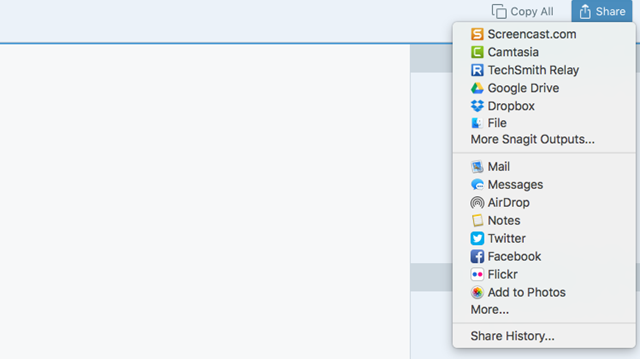 Copy All
Share
Screencast.com
Camtasia
TechSmith Relay
Google Drive
Dropbox
File
More Snagit Outputs...
Mail
Messages
AirDrop
Notes
Twitter
Facebook
Flickr
Add to Photos
More...
Share History...